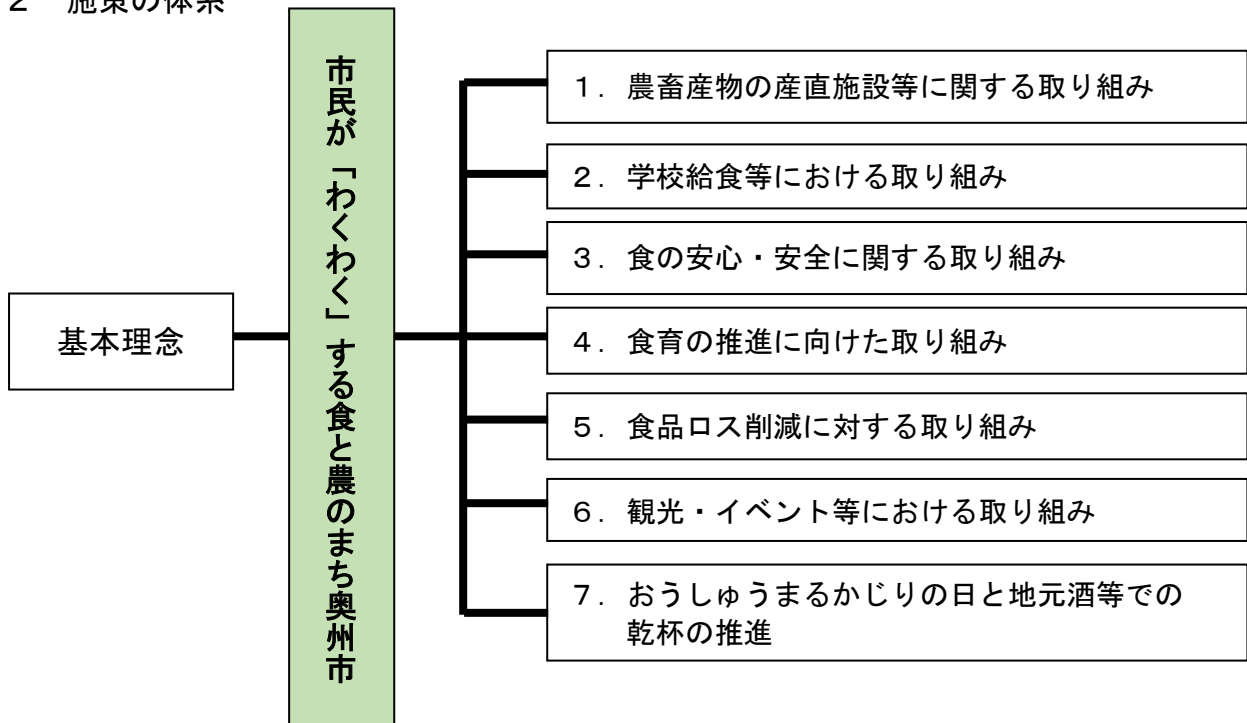 2 施策の体系
基本理念
市民が「わくわく」する食と農のまち奥州市
1．農畜産物の産直施設等に関する取り組み
2．学校給食等における取り組み
3．食の安心・安全に関する取り組み
4．食育の推進に向けた取り組み
5．食品ロス削減に対する取り組み
6．観光・イベント等における取り組み
7．おうしゅうまるかじりの日と地元酒等での
乾杯の推進